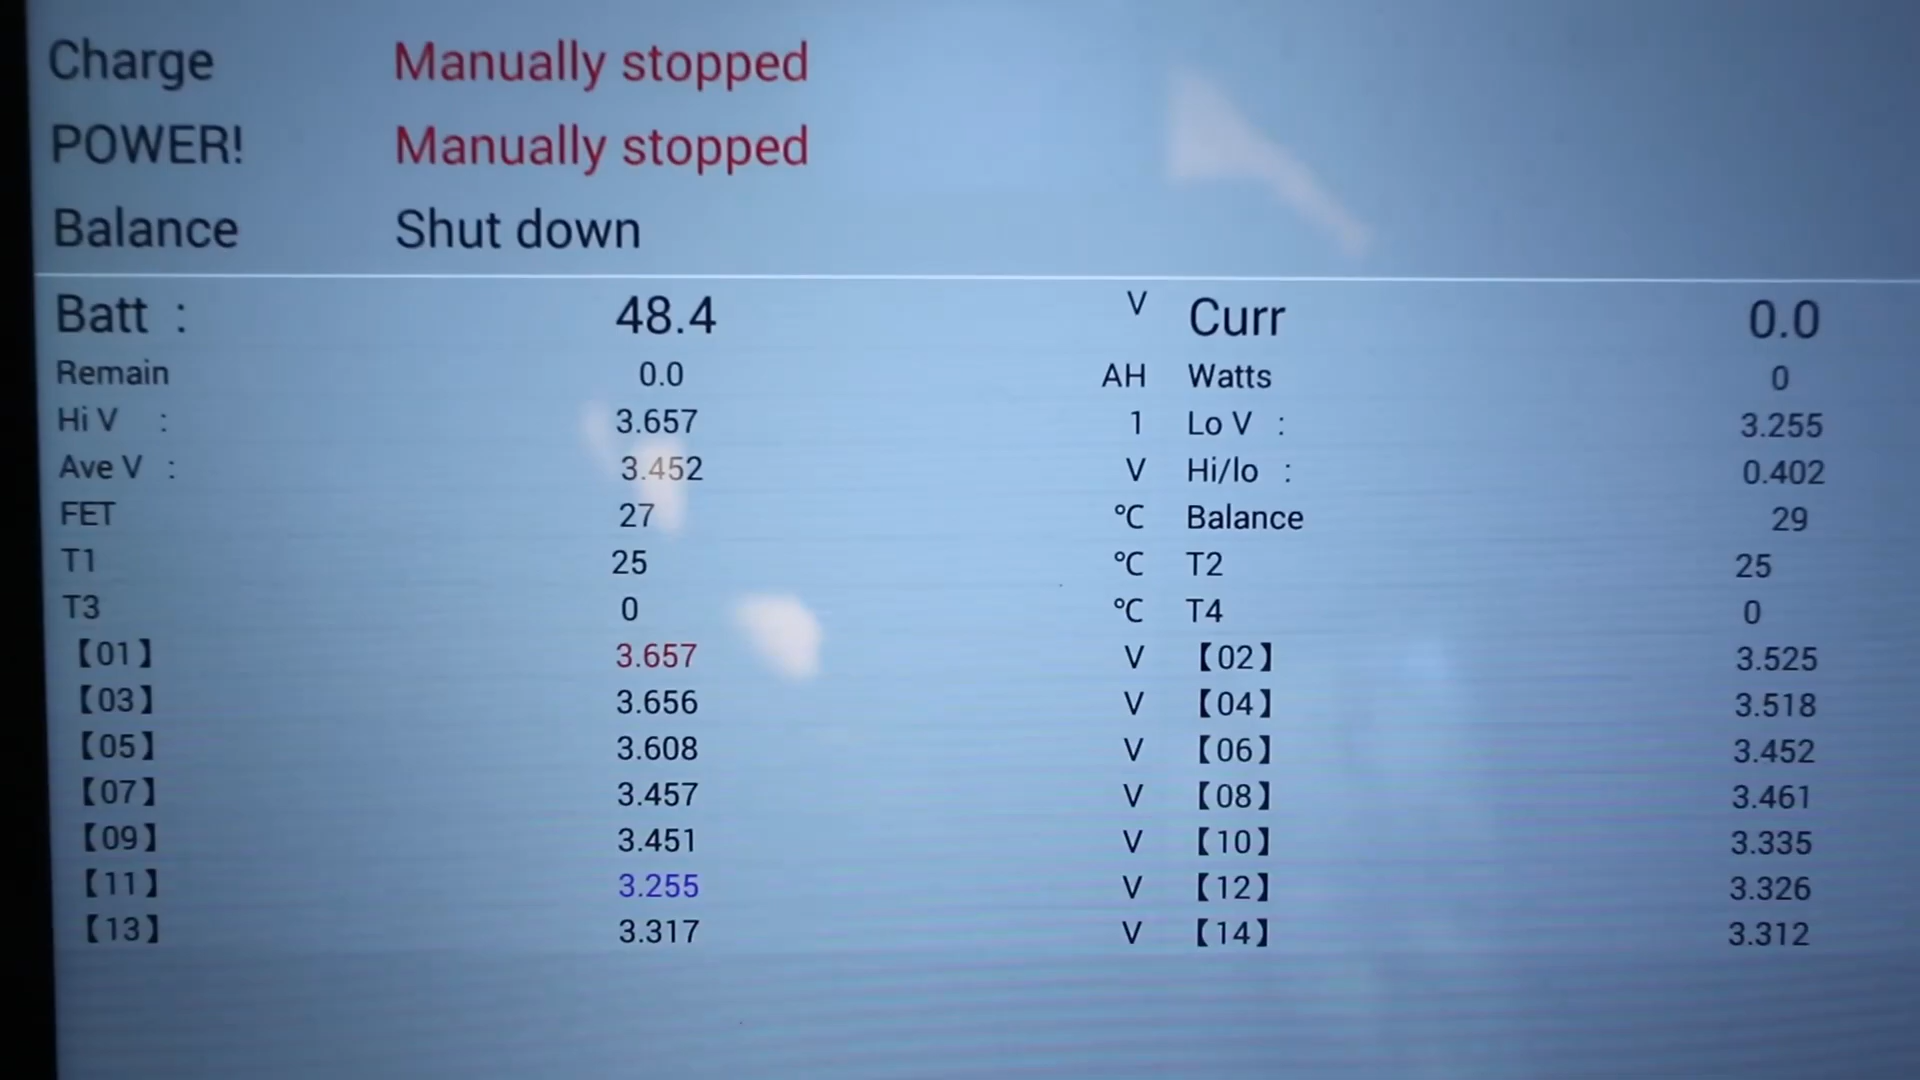 Charge Manually stopped
POWER! Manually stopped
Balance Shut down
Batt : 48.4 V Curr 0.0
Remain 0.0 AH Watts 0
Hi V : 3.657 1 Lo V : 3.255
Ave V : 3.452 V Hi/lo : 0.402
FET 27 °C Balance 29
T1 25 °C T2 25
T3 0 °C T4 0
【01】 3.657 V 【02】 3.525
【03】 3.656 V 【04】 3.518
【05】 3.608 V 【06】 3.452
【07】 3.457 V 【08】 3.461
【09】 3.451 V 【10】 3.335
【11】 3.255 V 【12】 3.326
【13】 3.317 V 【14】 3.312